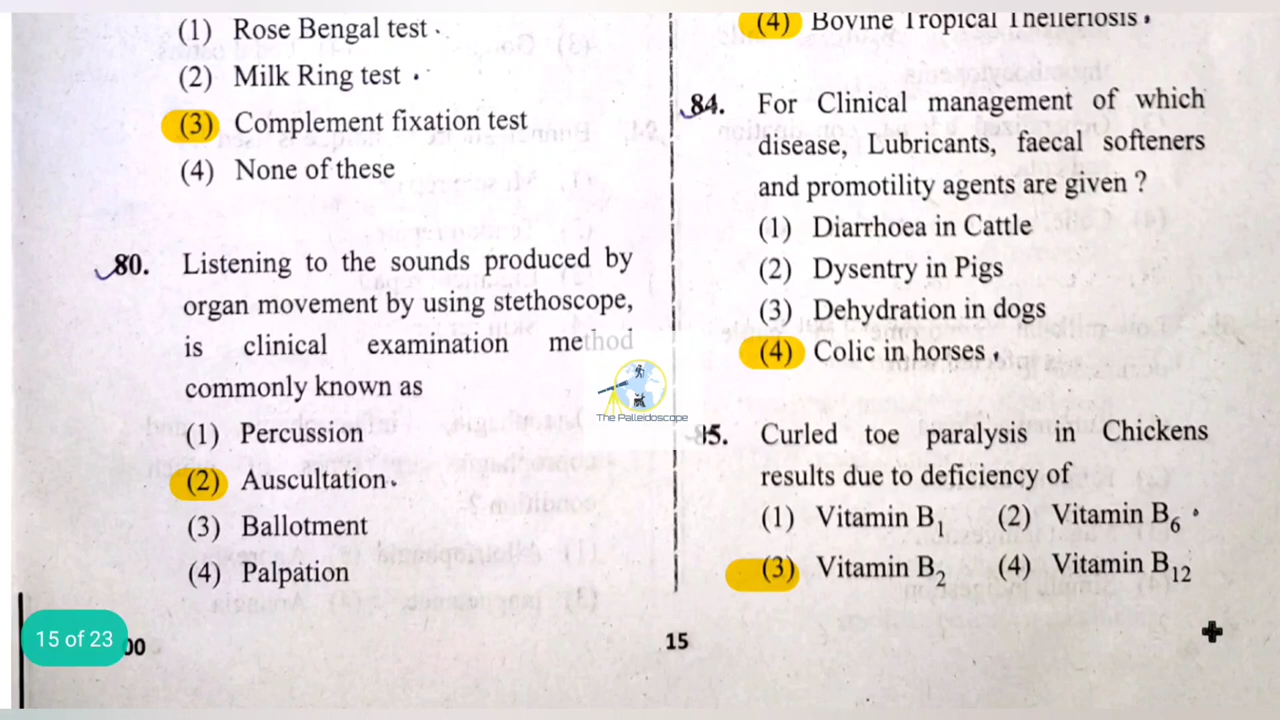 (1) Rose Bengal test
(2) Milk Ring test
(3) Complement fixation test
(4) None of these
80. Listening to the sounds produced by
organ movement by using stethoscope,
is clinical examination method
commonly known as
(1) Percussion
(2) Auscultation
(3) Ballotment
(4) Palpation
00
15 of 23
(4) Bovine Tropical Theileriosis
84. For Clinical management of which
disease, Lubricants, faecal softeners
and promotility agents are given ?
(1) Diarrhoea in Cattle
(2) Dysentry in Pigs
(3) Dehydration in dogs
(4) Colic in horses
The Palleidoscope
85. Curled toe paralysis in Chickens
results due to deficiency of
(1) Vitamin B1 (2) Vitamin B6
(3) Vitamin B2 (4) Vitamin B12
15